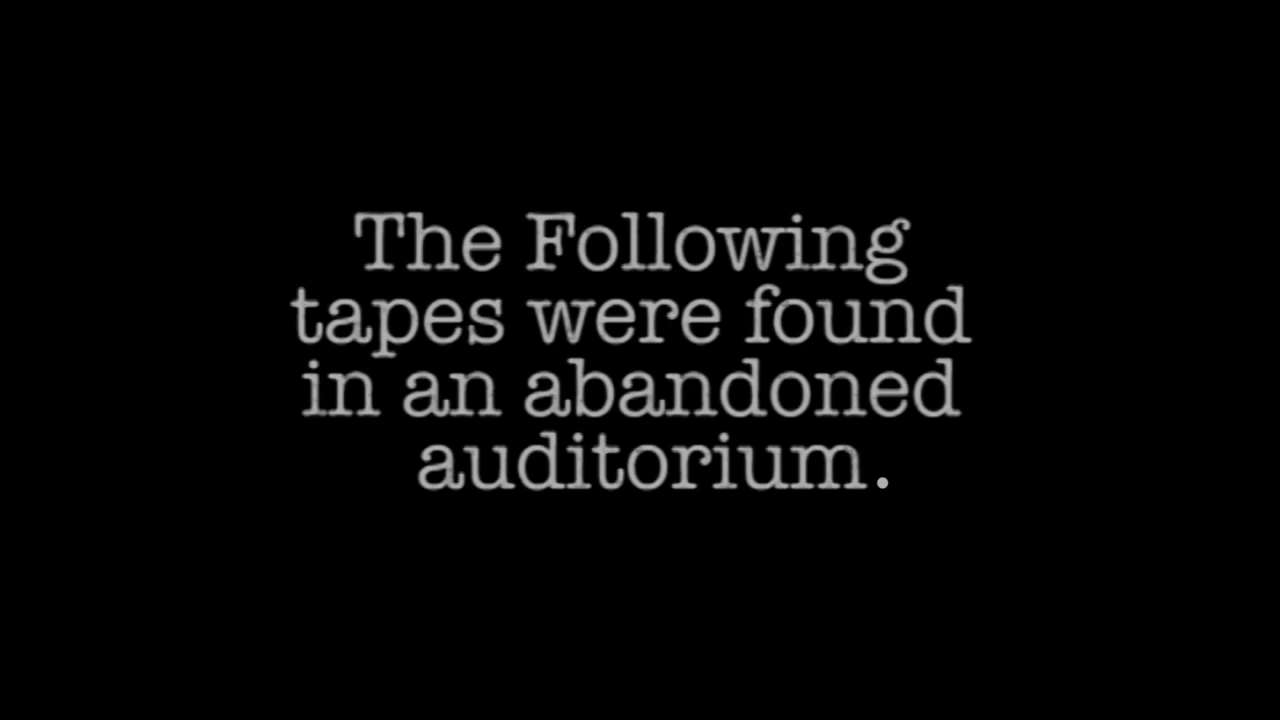 The Following
tapes were found
in an abandoned
auditorium.